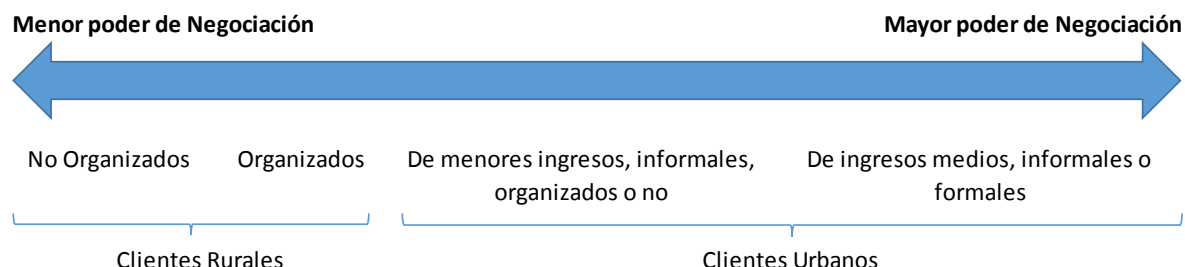 Menor poder de Negociación
Mayor poder de Negociación
No Organizados
Organizados
De menores ingresos, informales,
organizados o no
De ingresos medios, informales o
formales
Clientes Rurales
Clientes Urbanos